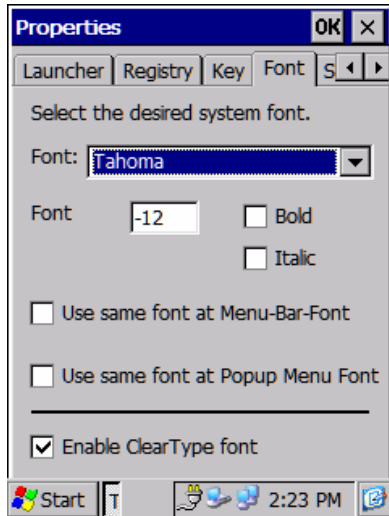 Properties OK ×
Launcher Registry Key Font S
Select the desired system font.
Font: Tahoma
Font -12 Bold
Italic
Use same font at Menu-Bar-Font
Use same font at Popup Menu Font
Enable ClearType font
Start T 2:23 PM